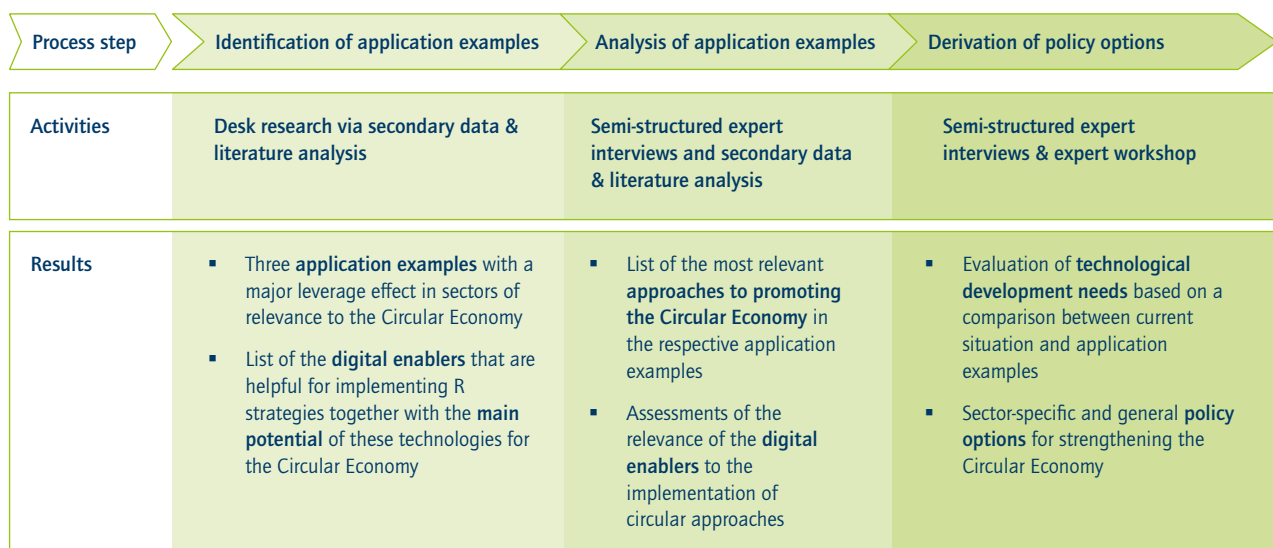 Process step
Identification of application examples
Analysis of application examples
Derivation of policy options
Activities
Desk research via secondary data &
literature analysis
Semi-structured expert
interviews and secondary data
& literature analysis
Semi-structured expert
interviews & expert workshop
Results
▪ Three application examples with a
major leverage effect in sectors of
relevance to the Circular Economy
▪ List of the digital enablers that are
helpful for implementing R
strategies together with the main
potential of these technologies for
the Circular Economy
▪ List of the most relevant
approaches to promoting
the Circular Economy in
the respective application
examples
▪ Assessments of the
relevance of the digital
enablers to the
implementation of
circular approaches
▪ Evaluation of technological
development needs based on a
comparison between current
situation and application
examples
▪ Sector-specific and general policy
options for strengthening the
Circular Economy